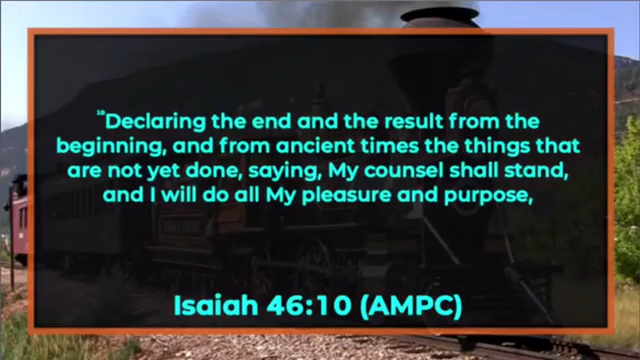 ¹⁰Declaring the end and the result from the
beginning, and from ancient times the things that
are not yet done, saying, My counsel shall stand,
and I will do all My pleasure and purpose,
Isaiah 46:10 (AMPC)